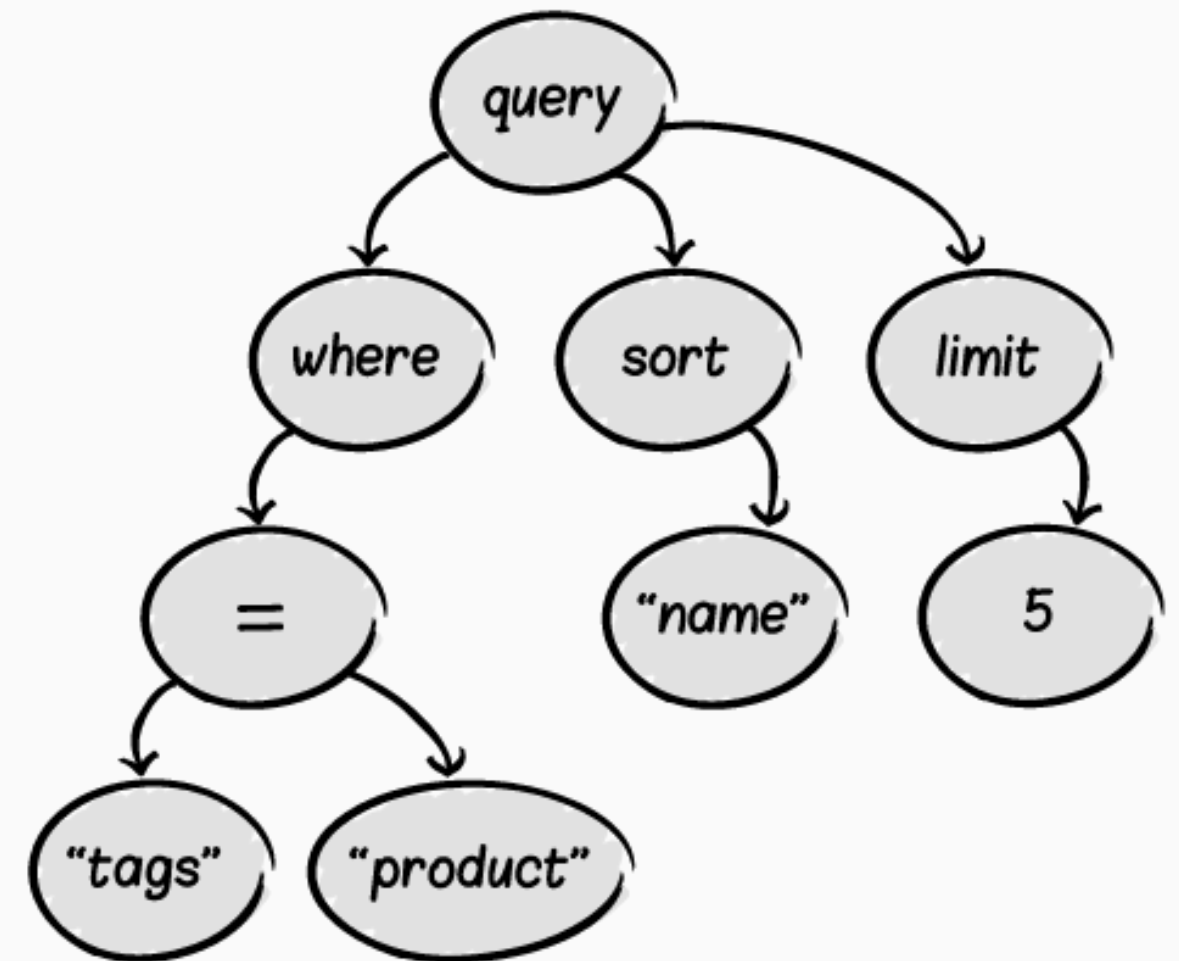 query
where
sort
limit
=
“name”
5
“tags”
“product”